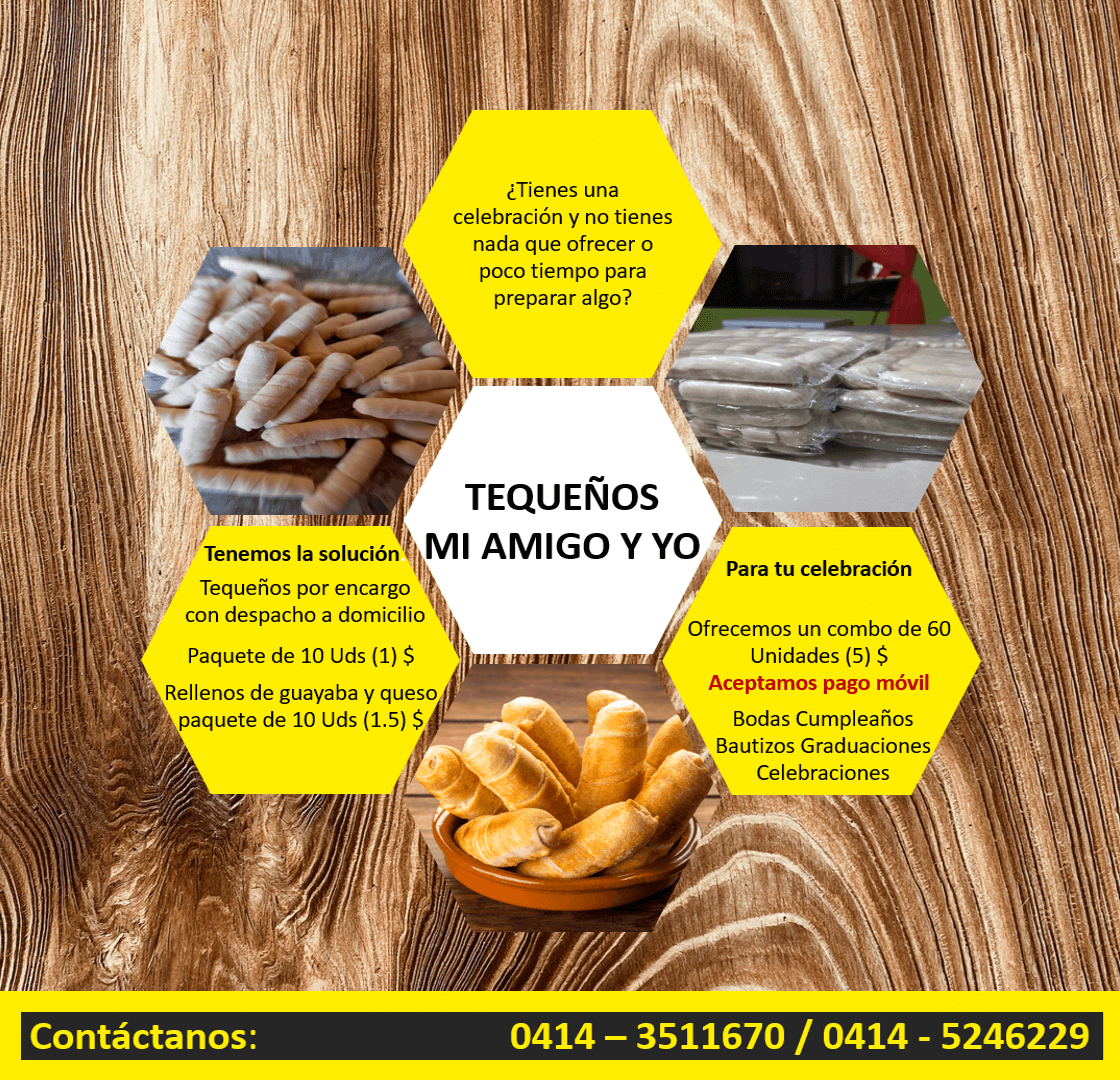 ¿Tienes una
celebración y no tienes
nada que ofrecer o
poco tiempo para
preparar algo?
TEQUEÑOS
MI AMIGO Y YO
Tenemos la solución
Tequeños por encargo
con despacho a domicilio
Paquete de 10 Uds (1) $
Rellenos de guayaba y queso
paquete de 10 Uds (1.5) $
Para tu celebración
Ofrecemos un combo de 60
Unidades (5) $
Aceptamos pago móvil
Bodas Cumpleaños
Bautizos Graduaciones
Celebraciones
Contáctanos: 0414 – 3511670 / 0414 - 5246229